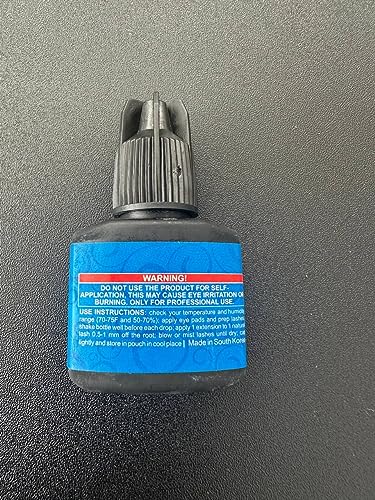 WARNING!
DO NOT USE THE PRODUCT FOR SELF-
APPLICATION, THIS MAY CAUSE EYE IRRITATION OR
BURNING. ONLY FOR PROFESSIONAL USE.
USE INSTRUCTIONS: check your temperature and humidity
range (70-75F and 50-70%); apply eye pads and prep lashes;
shake bottle well before each drop; apply 1 extension to 1 natural
lash 0.5-1 mm off the root; blow or mist lashes until dry;
tightly and store in pouch in cool place | Made in South Korea